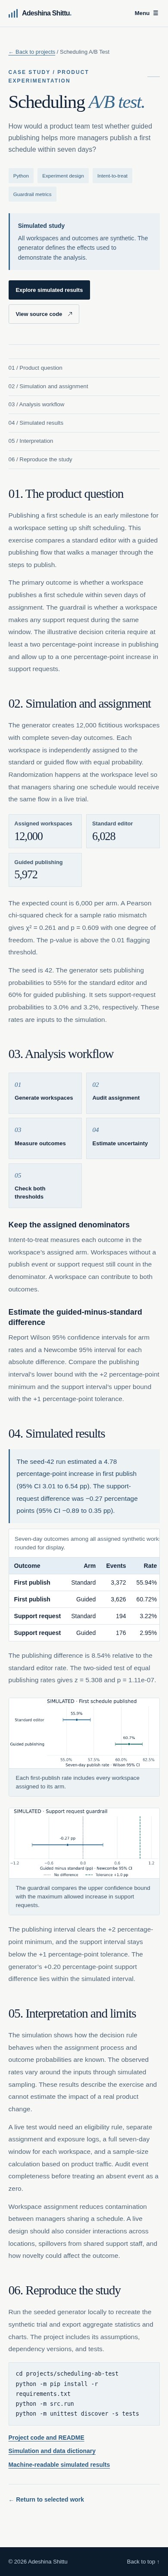 Adeshina Shittu.
Menu ☰
← Back to projects / Scheduling A/B Test
CASE STUDY / PRODUCT
EXPERIMENTATION
Scheduling A/B test.
How would a product team test whether guided
publishing helps more managers publish a first
schedule within seven days?
Python
Experiment design
Intent-to-treat
Guardrail metrics
Simulated study
All workspaces and outcomes are synthetic. The
generator defines the effects used to
demonstrate the analysis.
Explore simulated results
View source code ↗
01 / Product question
02 / Simulation and assignment
03 / Analysis workflow
04 / Simulated results
05 / Interpretation
06 / Reproduce the study
01. The product question
Publishing a first schedule is an early milestone for
a workspace setting up shift scheduling. This
exercise compares a standard editor with a guided
publishing flow that walks a manager through the
steps to publish.
The primary outcome is whether a workspace
publishes a first schedule within seven days of
assignment. The guardrail is whether a workspace
makes any support request during the same
window. The illustrative decision criteria require at
least a two percentage-point increase in publishing
and allow up to a one percentage-point increase in
support requests.
02. Simulation and assignment
The generator creates 12,000 fictitious workspaces
with complete seven-day outcomes. Each
workspace is independently assigned to the
standard or guided flow with equal probability.
Randomization happens at the workspace level so
that managers sharing one schedule would receive
the same flow in a live trial.
Assigned workspaces
12,000
Standard editor
6,028
Guided publishing
5,972
The expected count is 6,000 per arm. A Pearson
chi-squared check for a sample ratio mismatch
gives χ² = 0.261 and p = 0.609 with one degree of
freedom. The p-value is above the 0.01 flagging
threshold.
The seed is 42. The generator sets publishing
probabilities to 55% for the standard editor and
60% for guided publishing. It sets support-request
probabilities to 3.0% and 3.2%, respectively. These
rates are inputs to the simulation.
03. Analysis workflow
01
Generate workspaces
02
Audit assignment
03
Measure outcomes
04
Estimate uncertainty
05
Check both
thresholds
Keep the assigned denominators
Intent-to-treat measures each outcome in the
workspace's assigned arm. Workspaces without a
publish event or support request still count in the
denominator. A workspace can contribute to both
outcomes.
Estimate the guided-minus-standard
difference
Report Wilson 95% confidence intervals for arm
rates and a Newcombe 95% interval for each
absolute difference. Compare the publishing
interval's lower bound with the +2 percentage-point
minimum and the support interval's upper bound
with the +1 percentage-point tolerance.
04. Simulated results
The seed-42 run estimated a 4.78
percentage-point increase in first publish
(95% CI 3.01 to 6.54 pp). The support-
request difference was −0.27 percentage
points (95% CI −0.89 to 0.35 pp).
Seven-day outcomes among all assigned synthetic work
rounded for display.
Outcome Arm Events Rate
First publish Standard 3,372 55.94%
First publish Guided 3,626 60.72%
Support request Standard 194 3.22%
Support request Guided 176 2.95%
The publishing difference is 8.54% relative to the
standard editor rate. The two-sided test of equal
publishing rates gives z = 5.308 and p = 1.11e-07.
SIMULATED · First schedule published
55.9%
Standard editor
60.7%
Guided publishing
55.0% 57.5% 60.0% 62.5%
Seven-day publish rate · Wilson 95% CI
Each first-publish rate includes every workspace
assigned to its arm.
SIMULATED · Support request guardrail
-0.27 pp
Guided minus standard (pp) · Newcombe 95% CI
No difference Tolerance +1.0 pp
The guardrail compares the upper confidence bound
with the maximum allowed increase in support
requests.
The publishing interval clears the +2 percentage-
point minimum, and the support interval stays
below the +1 percentage-point tolerance. The
generator's +0.20 percentage-point support
difference lies within the simulated interval.
05. Interpretation and limits
The simulation shows how the decision rule
behaves when the assignment process and
outcome probabilities are known. The observed
rates vary around the inputs through simulated
sampling. These results describe the exercise and
cannot estimate the impact of a real product
change.
A live test would need an eligibility rule, separate
assignment and exposure logs, a full seven-day
window for each workspace, and a sample-size
calculation based on product traffic. Audit event
completeness before treating an absent event as a
zero.
Workspace assignment reduces contamination
between managers sharing a schedule. A live
design should also consider interactions across
locations, spillovers from shared support staff, and
how novelty could affect the outcome.
06. Reproduce the study
Run the seeded generator locally to recreate the
synthetic trial and export aggregate statistics and
charts. The project includes its assumptions,
dependency versions, and tests.
cd projects/scheduling-ab-test
python -m pip install -r
requirements.txt
python -m src.run
python -m unittest discover -s tests
Project code and README
Simulation and data dictionary
Machine-readable simulated results
← Return to selected work
© 2026 Adeshina Shittu
Back to top ↑